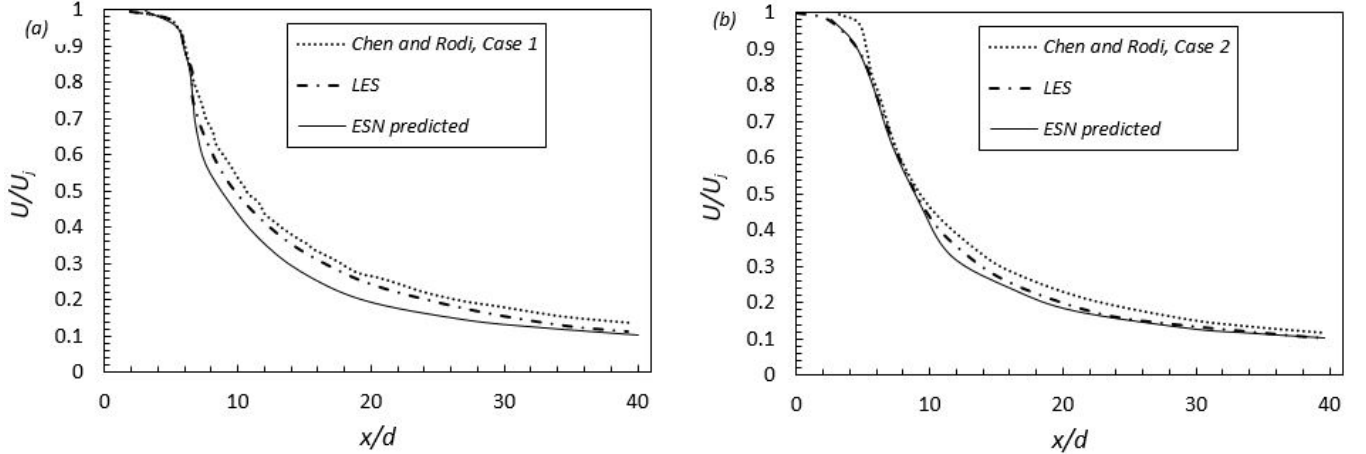 (a)
1
0.9
0.8
0.7
0.6
0.5
0.4
0.3
0.2
0.1
0
U/Uj
0
10
20
30
40
x/d
Chen and Rodi, Case 1
LES
ESN predicted
(b)
1
0.9
0.8
0.7
0.6
0.5
0.4
0.3
0.2
0.1
0
U/Uj
0
10
20
30
40
x/d
Chen and Rodi, Case 2
LES
ESN predicted